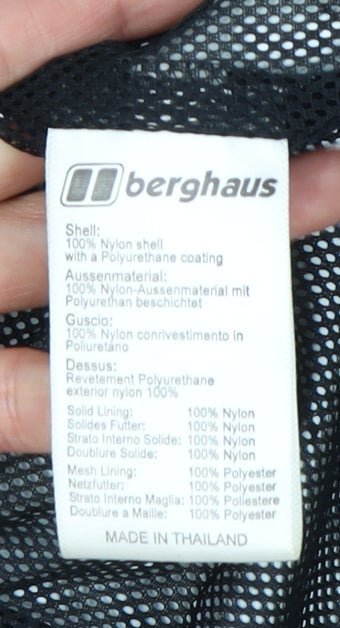 berghaus
Shell:
100% Nylon shell
with a Polyurethane coating
Aussenmaterial:
100% Nylon-Aussenmaterial mit
Polyurethan beschichtet
Guscio:
100% Nylon conrivestimento in
Poliuretano
Dessus:
Revetement Polyurethane
exterior nylon 100%
Solid Lining: 100% Nylon
Solides Futter: 100% Nylon
Strato Interno Solide: 100% Nylon
Doublure Solide: 100% Nylon
Mesh Lining: 100% Polyester
Netzfutter: 100% Polyester
Strato Interno Maglia: 100% Poliestere
Doublure a Maille: 100% Polyester
MADE IN THAILAND